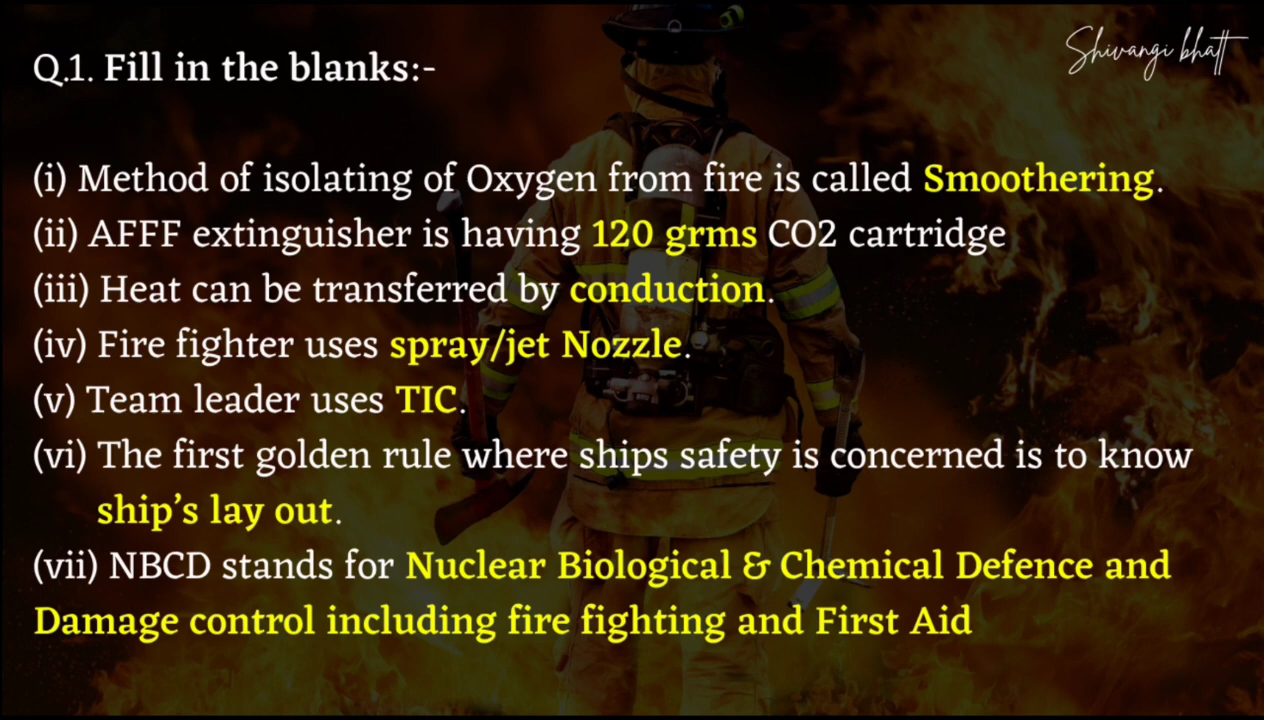 Shivangi bhatt
Q.1. Fill in the blanks:-
(i) Method of isolating of Oxygen from fire is called Smoothering.
(ii) AFFF extinguisher is having 120 grms CO2 cartridge
(iii) Heat can be transferred by conduction.
(iv) Fire fighter uses spray/jet Nozzle.
(v) Team leader uses TIC.
(vi) The first golden rule where ships safety is concerned is to know
ship's lay out.
(vii) NBCD stands for Nuclear Biological & Chemical Defence and
Damage control including fire fighting and First Aid